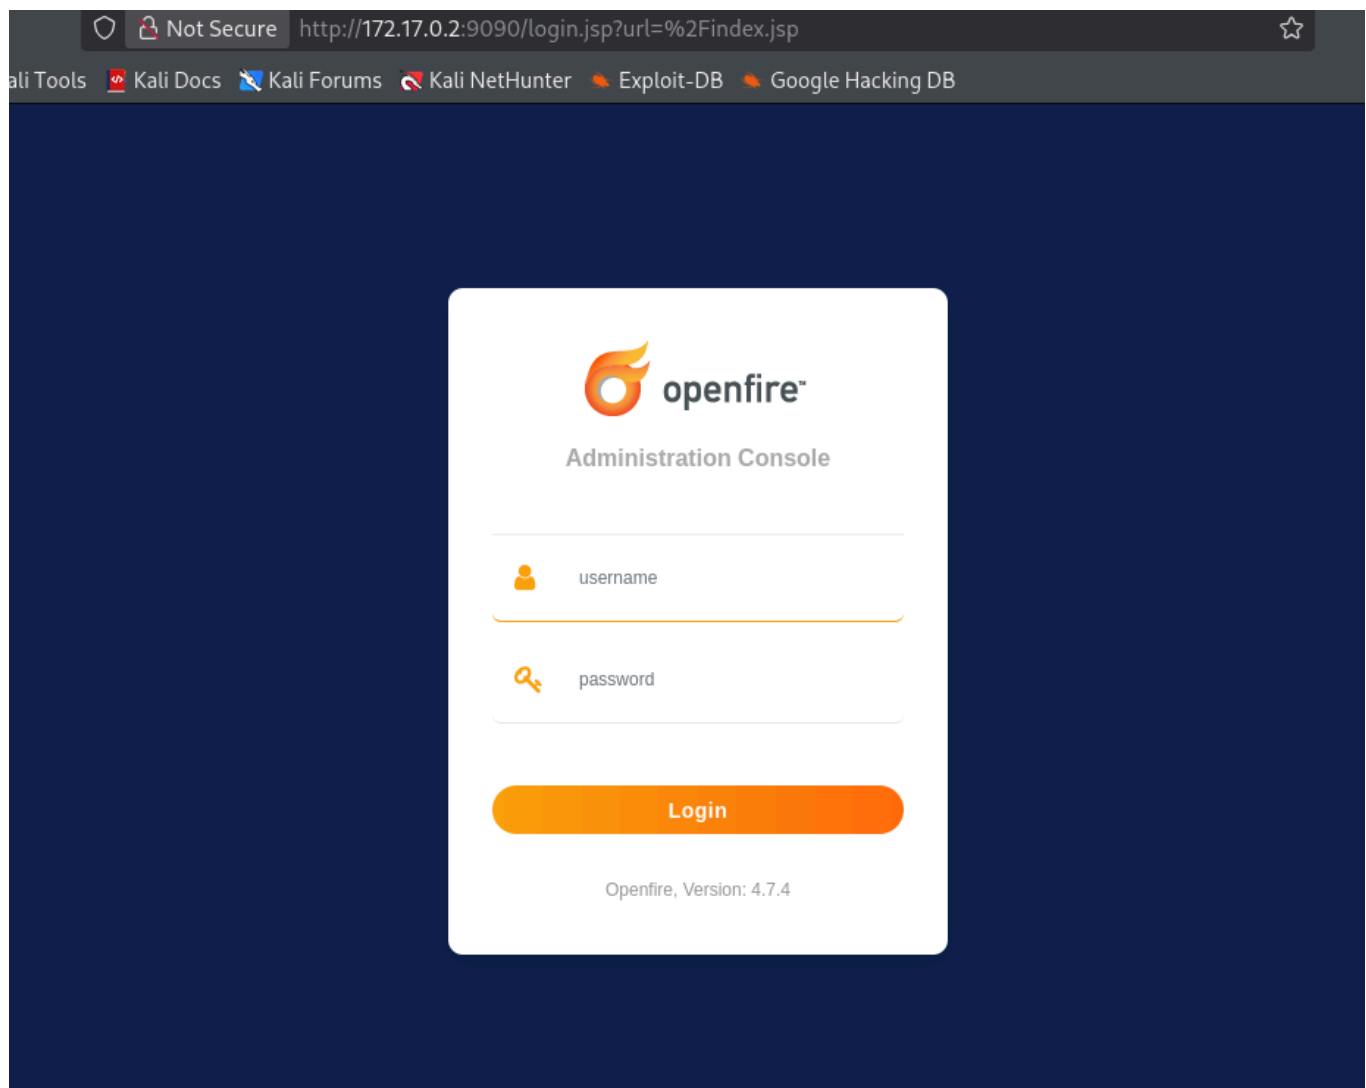 Not Secure http://172.17.0.2:9090/login.jsp?url=%2Findex.jsp
ali Tools Kali Docs Kali Forums Kali NetHunter Exploit-DB Google Hacking DB
openfire™
Administration Console
username
password
Login
Openfire, Version: 4.7.4